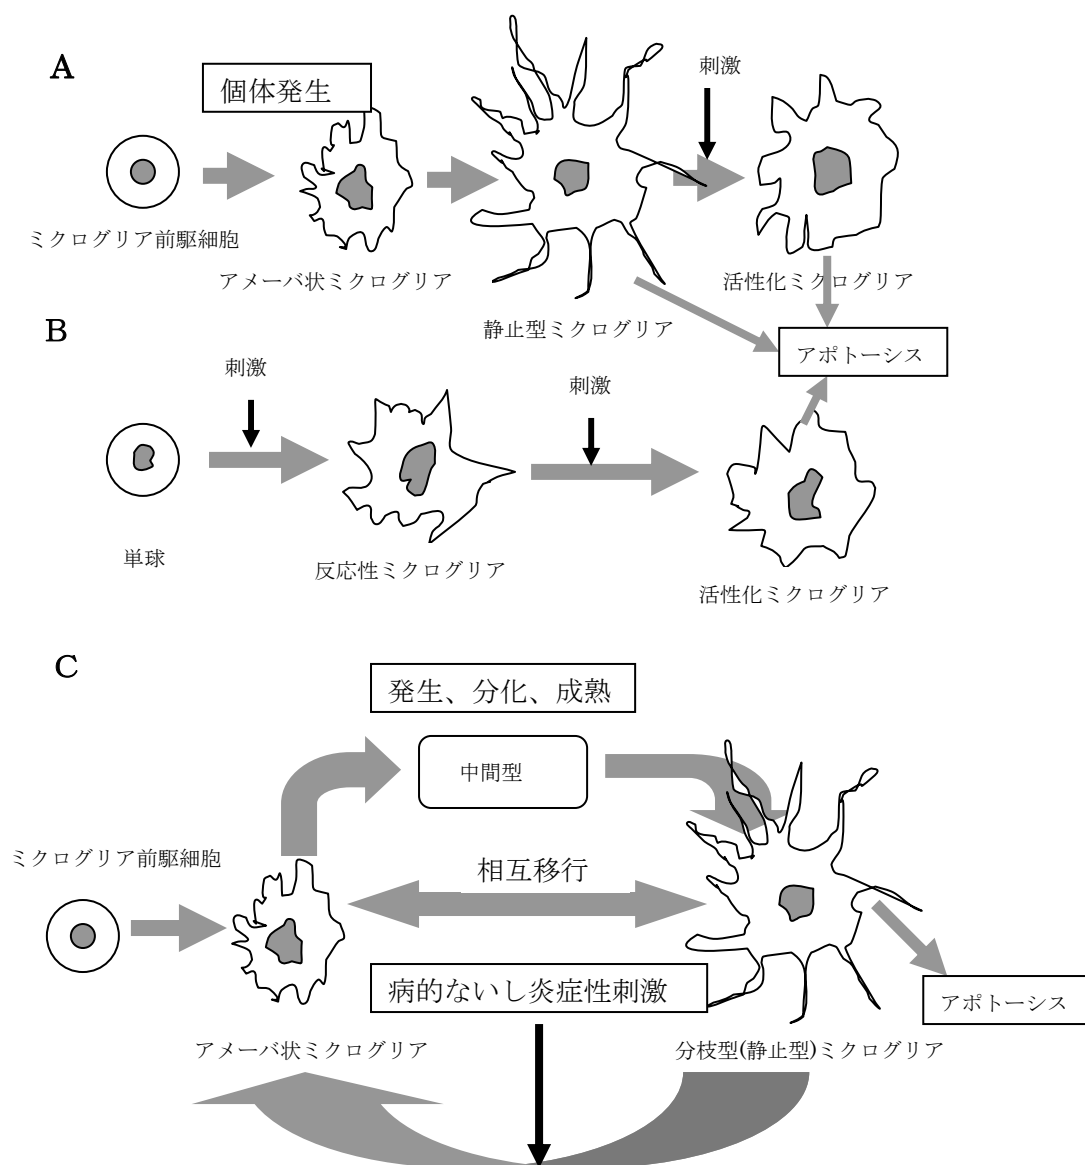 A
個体発生
刺激
ミクログリア前駆細胞
アメーバ状ミクログリア
静止型ミクログリア
活性化ミクログリア
アポトーシス
B
刺激
刺激
単球
反応性ミクログリア
活性化ミクログリア
C
発生、分化、成熟
中間型
ミクログリア前駆細胞
相互移行
病的ないし炎症性刺激
アポトーシス
アメーバ状ミクログリア
分枝型(静止型)ミクログリア